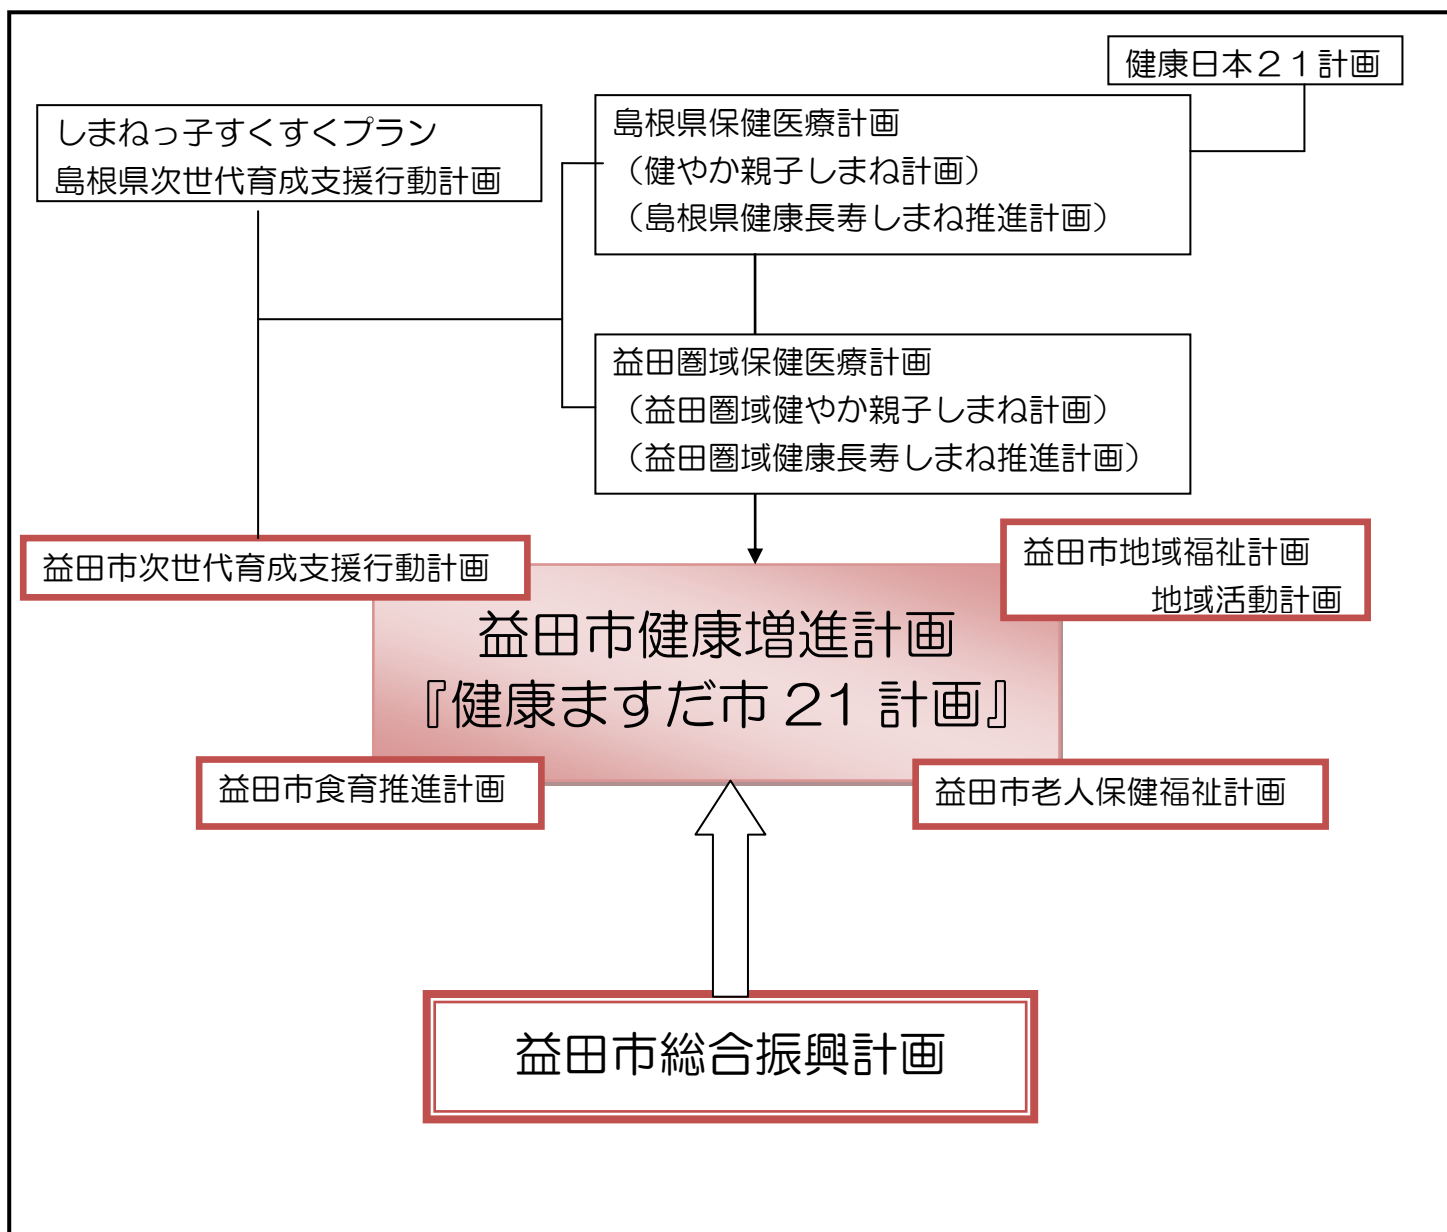 健康日本２１計画
しまねっ子すくすくプラン
島根県次世代育成支援行動計画
島根県保健医療計画
（健やか親子しまね計画）
（島根県健康長寿しまね推進計画）
益田圏域保健医療計画
（益田圏域健やか親子しまね計画）
（益田圏域健康長寿しまね推進計画）
益田市次世代育成支援行動計画
益田市地域福祉計画
地域活動計画
益田市健康増進計画
『健康ますだ市 21 計画』
益田市食育推進計画
益田市老人保健福祉計画
益田市総合振興計画